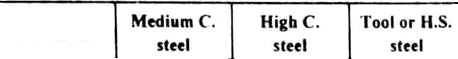 Medium C. High C. Tool or H.S.
steel steel steel